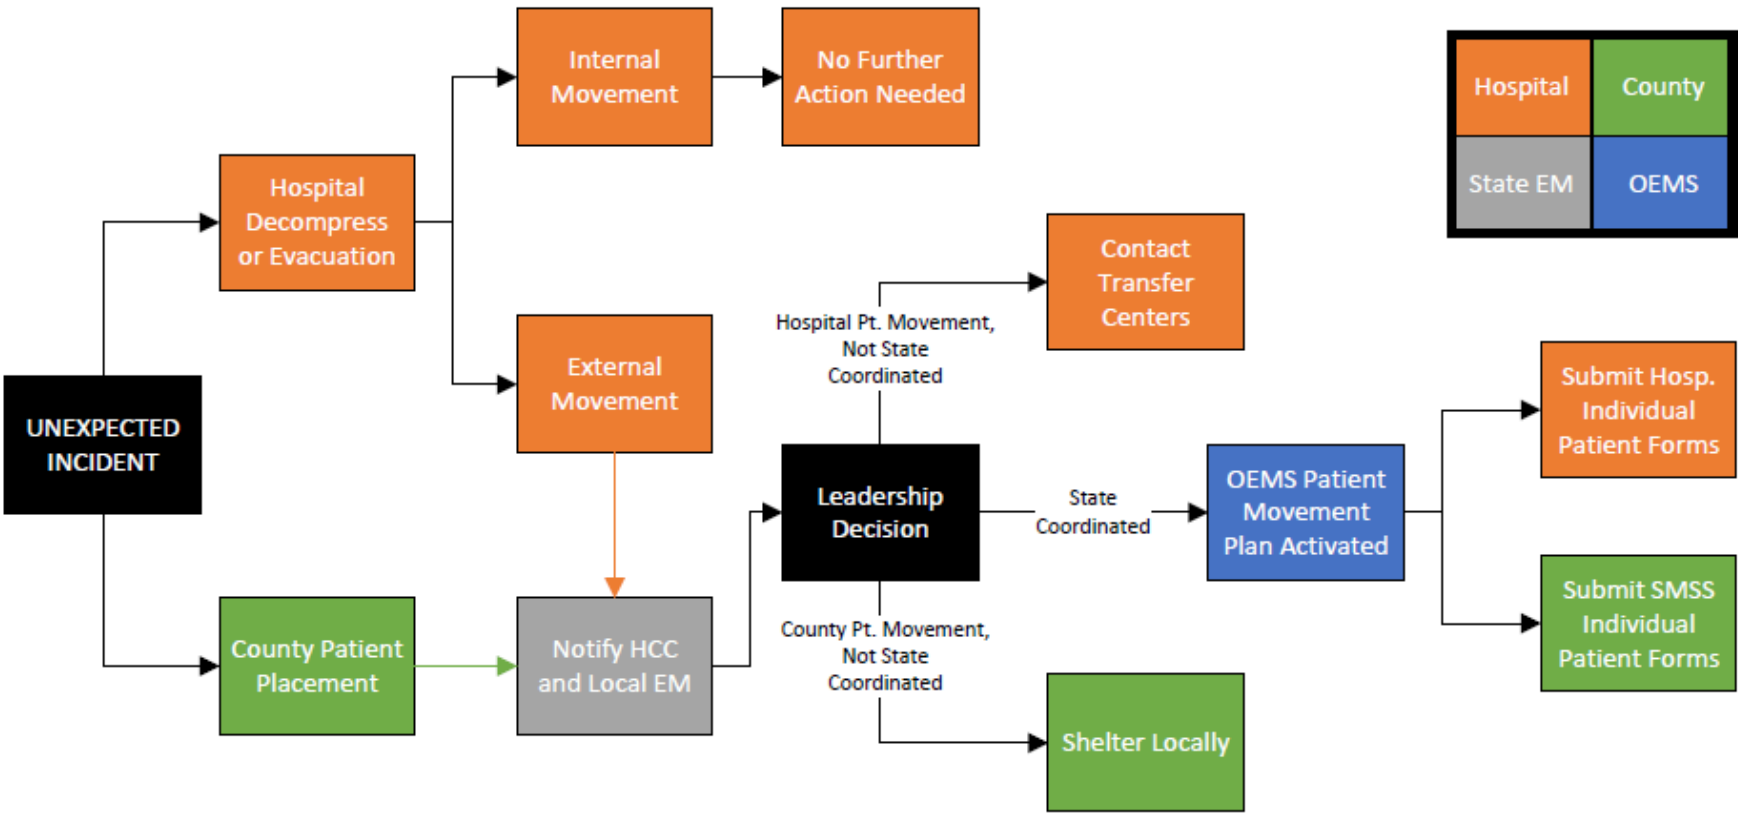 Internal
Movement
No Further
Action Needed
Hospital
County
State EM
OEMS
Hospital
Decompress
or Evacuation
Contact
Transfer
Centers
Hospital Pt. Movement,
Not State
Coordinated
External
Movement
Submit Hosp.
Individual
Patient Forms
UNEXPECTED
INCIDENT
Leadership
Decision
State
Coordinated
OEMS Patient
Movement
Plan Activated
County Patient
Placement
Notify HCC
and Local EM
County Pt. Movement,
Not State
Coordinated
Submit SMSS
Individual
Patient Forms
Shelter Locally